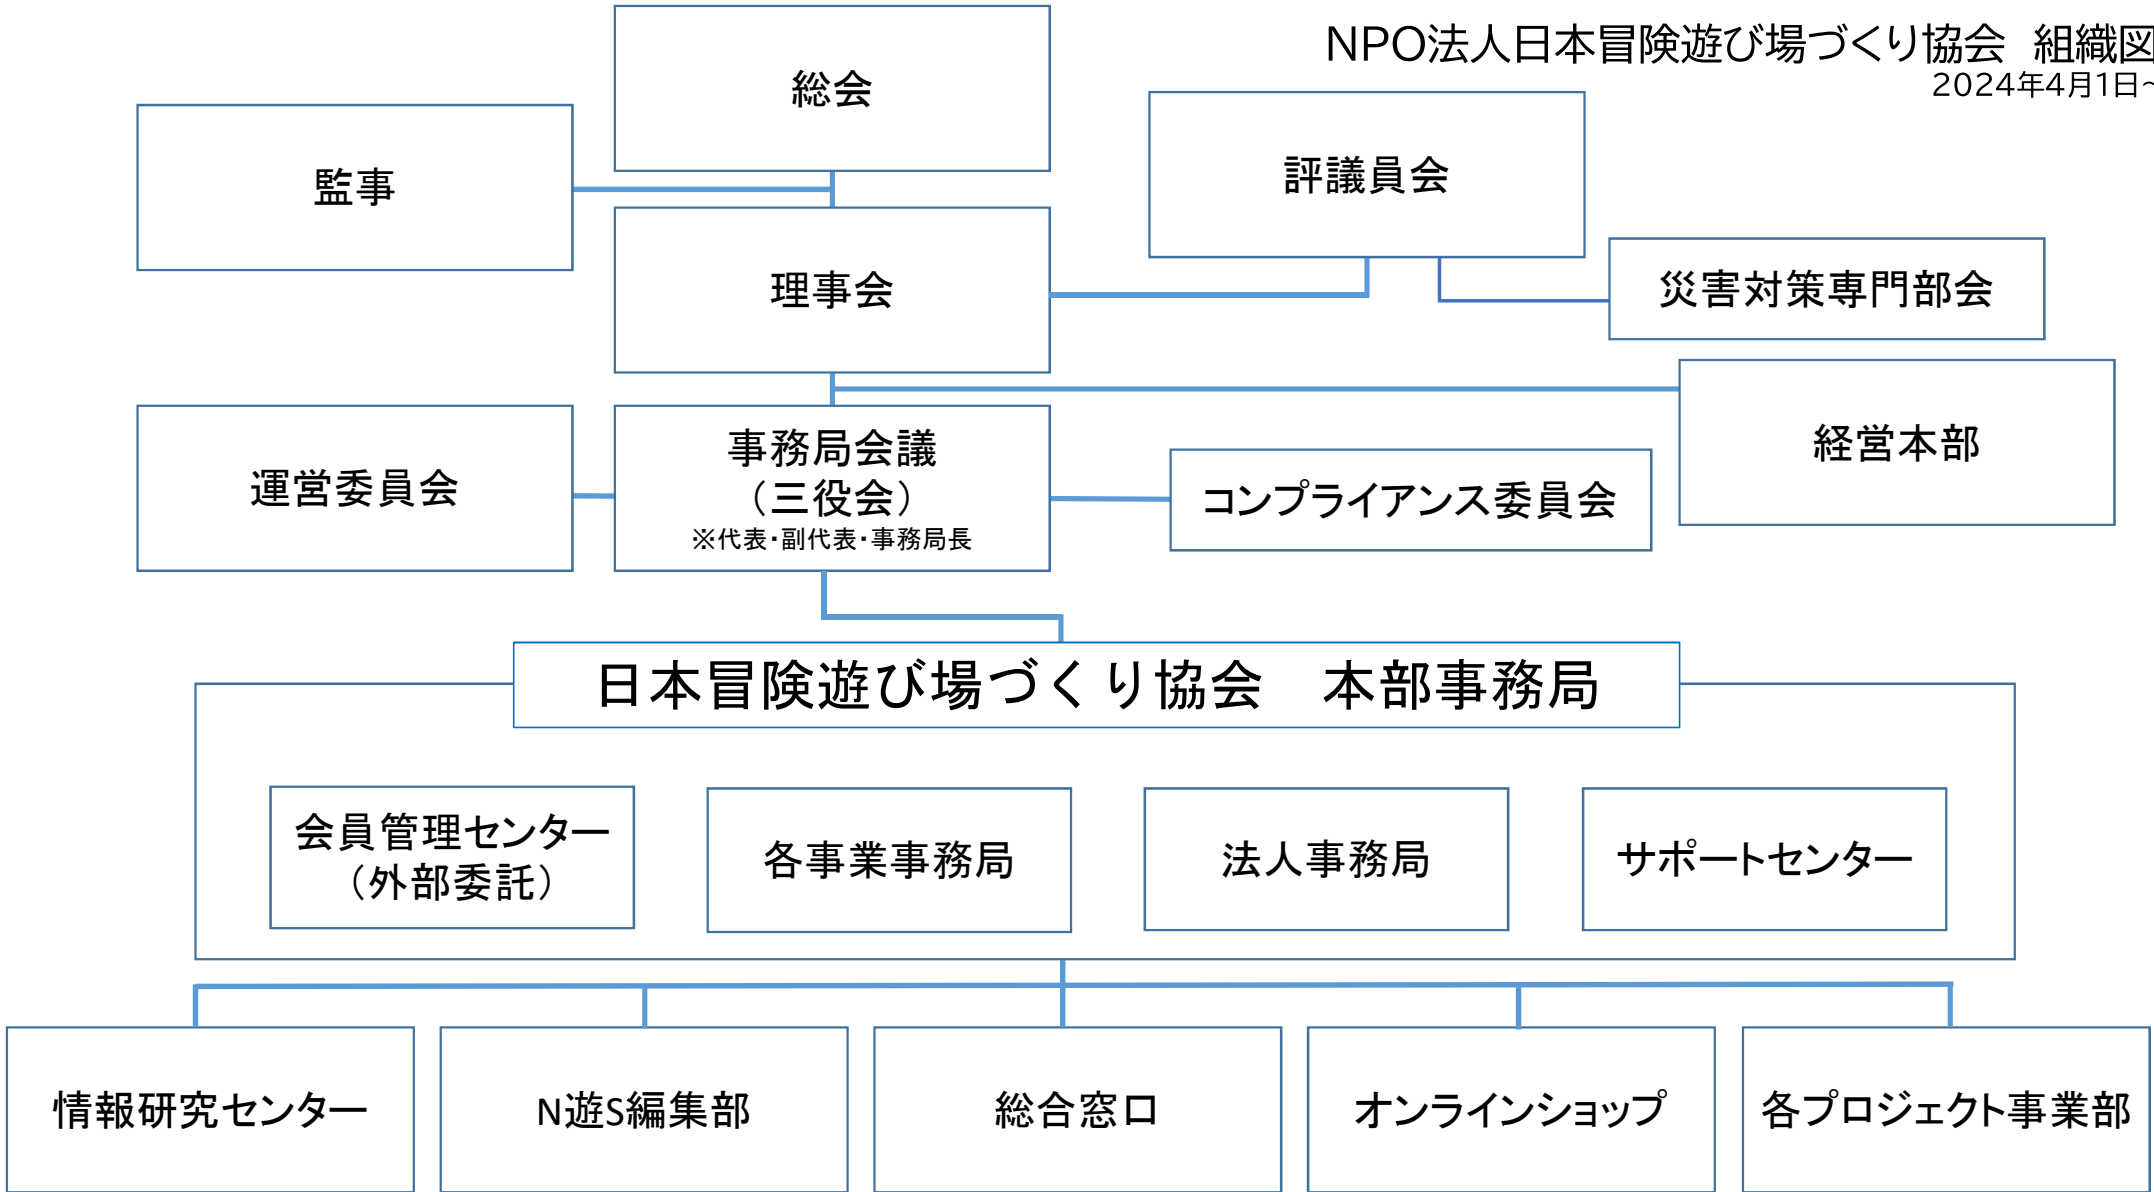 NPO法人日本冒険遊び場づくり協会　組織図
2024年4月1日～
総会
監事
評議員会
理事会
災害対策専門部会
経営本部
運営委員会
事務局会議
（三役会）
※代表・副代表・事務局長
コンプライアンス委員会
日本冒険遊び場づくり協会　本部事務局
会員管理センター
（外部委託）
各事業事務局
法人事務局
サポートセンター
情報研究センター
N遊S編集部
総合窓口
オンラインショップ
各プロジェクト事業部